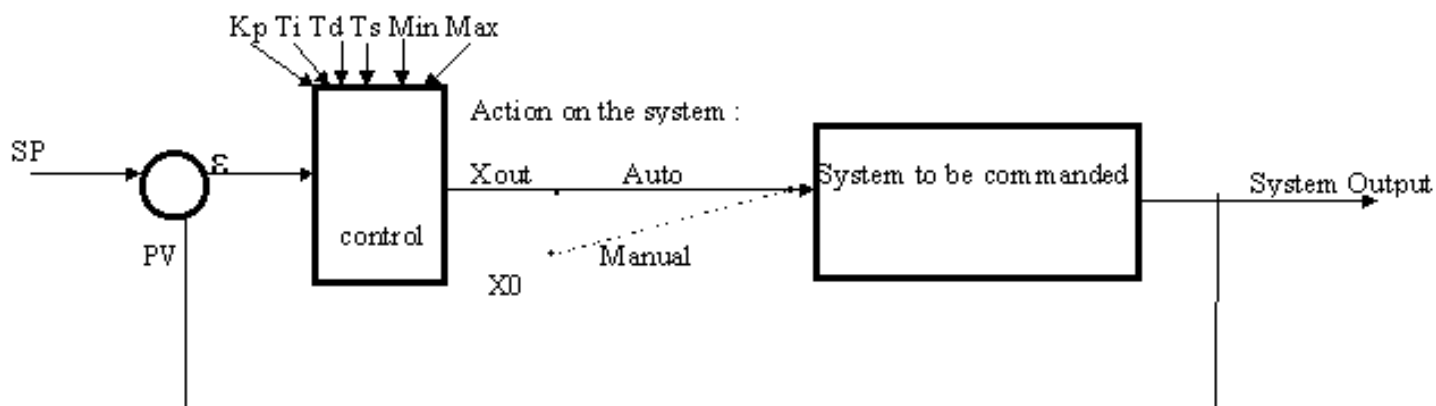 Kp Ti Td Ts Min Max
Action on the system :
SP
ε
Xout
Auto
System to be commanded
System Output
control
PV
Manual
X0